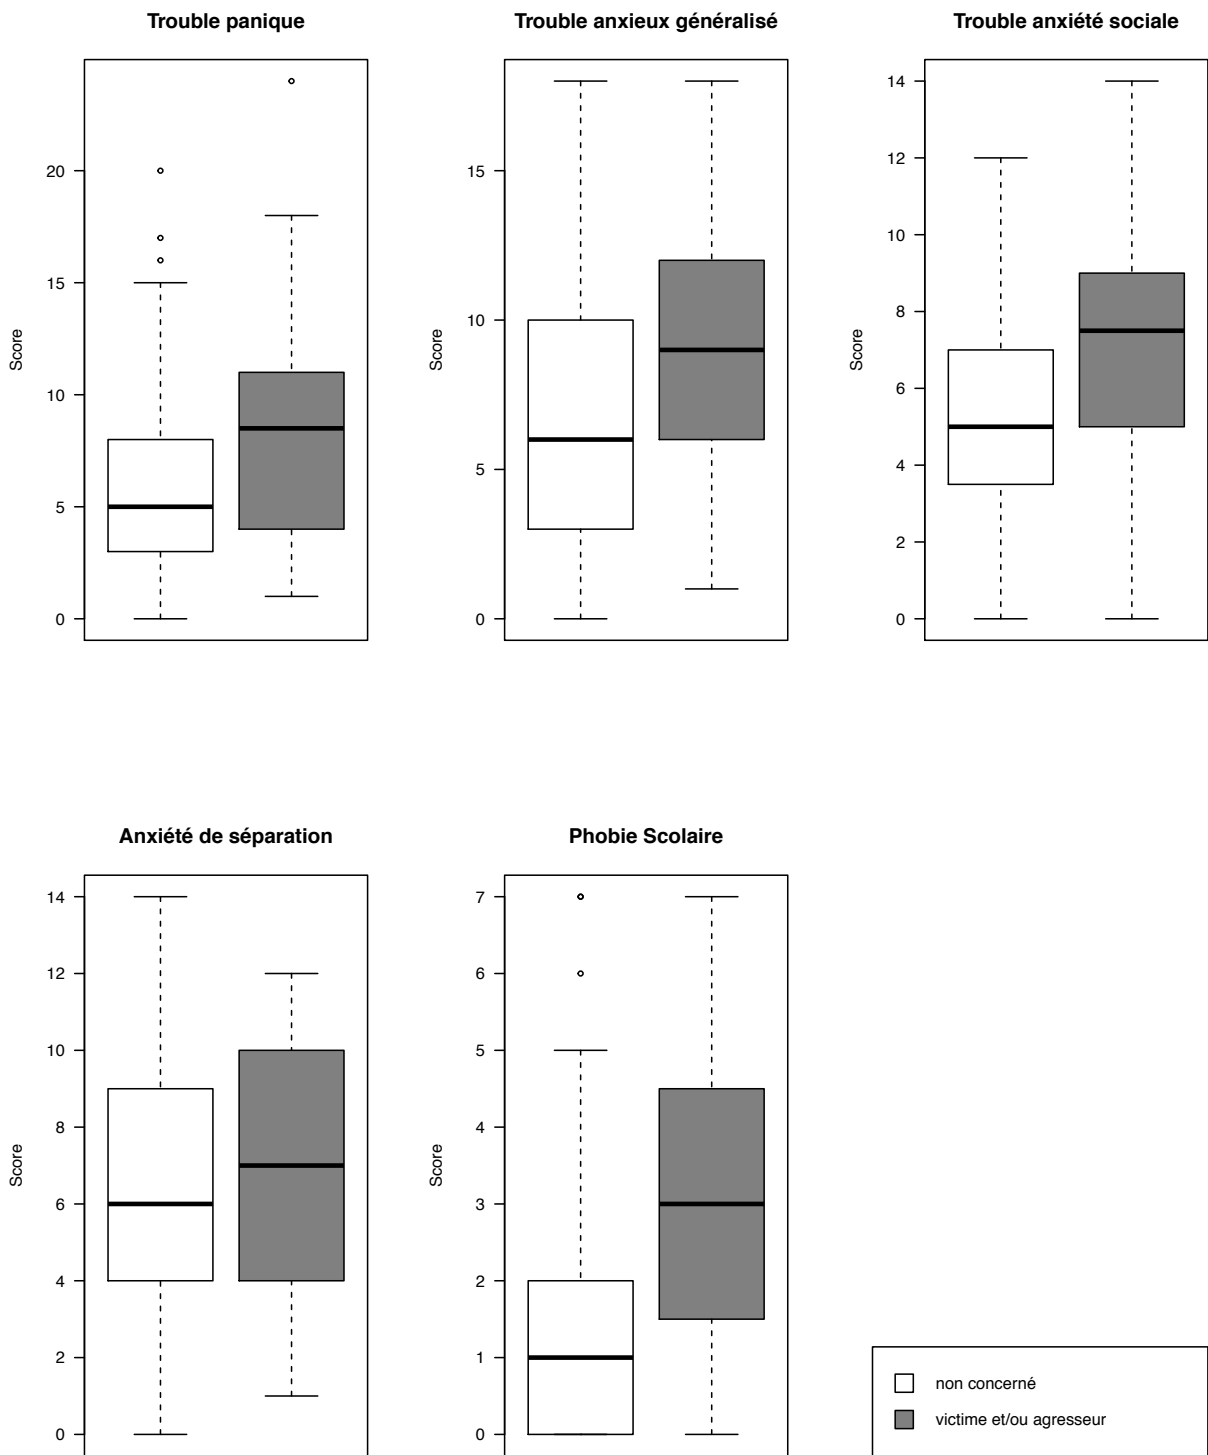 Trouble panique
Score
20
15
10
5
0
Trouble anxieux généralisé
Score
15
10
5
0
Trouble anxiété sociale
Score
14
12
10
8
6
4
2
0
Anxiété de séparation
Score
14
12
10
8
6
4
2
0
Phobie Scolaire
Score
7
6
5
4
3
2
1
0
non concerné
victime et/ou agresseur